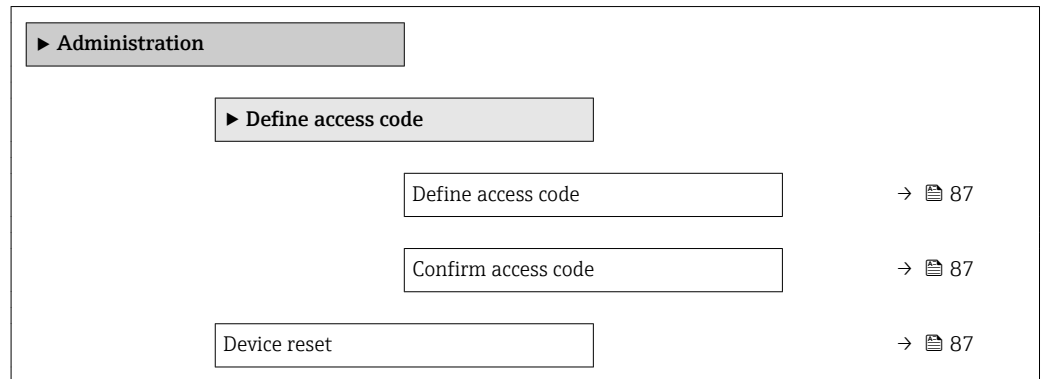 ▶ Administration
▶ Define access code
Define access code → 87
Confirm access code → 87
Device reset → 87